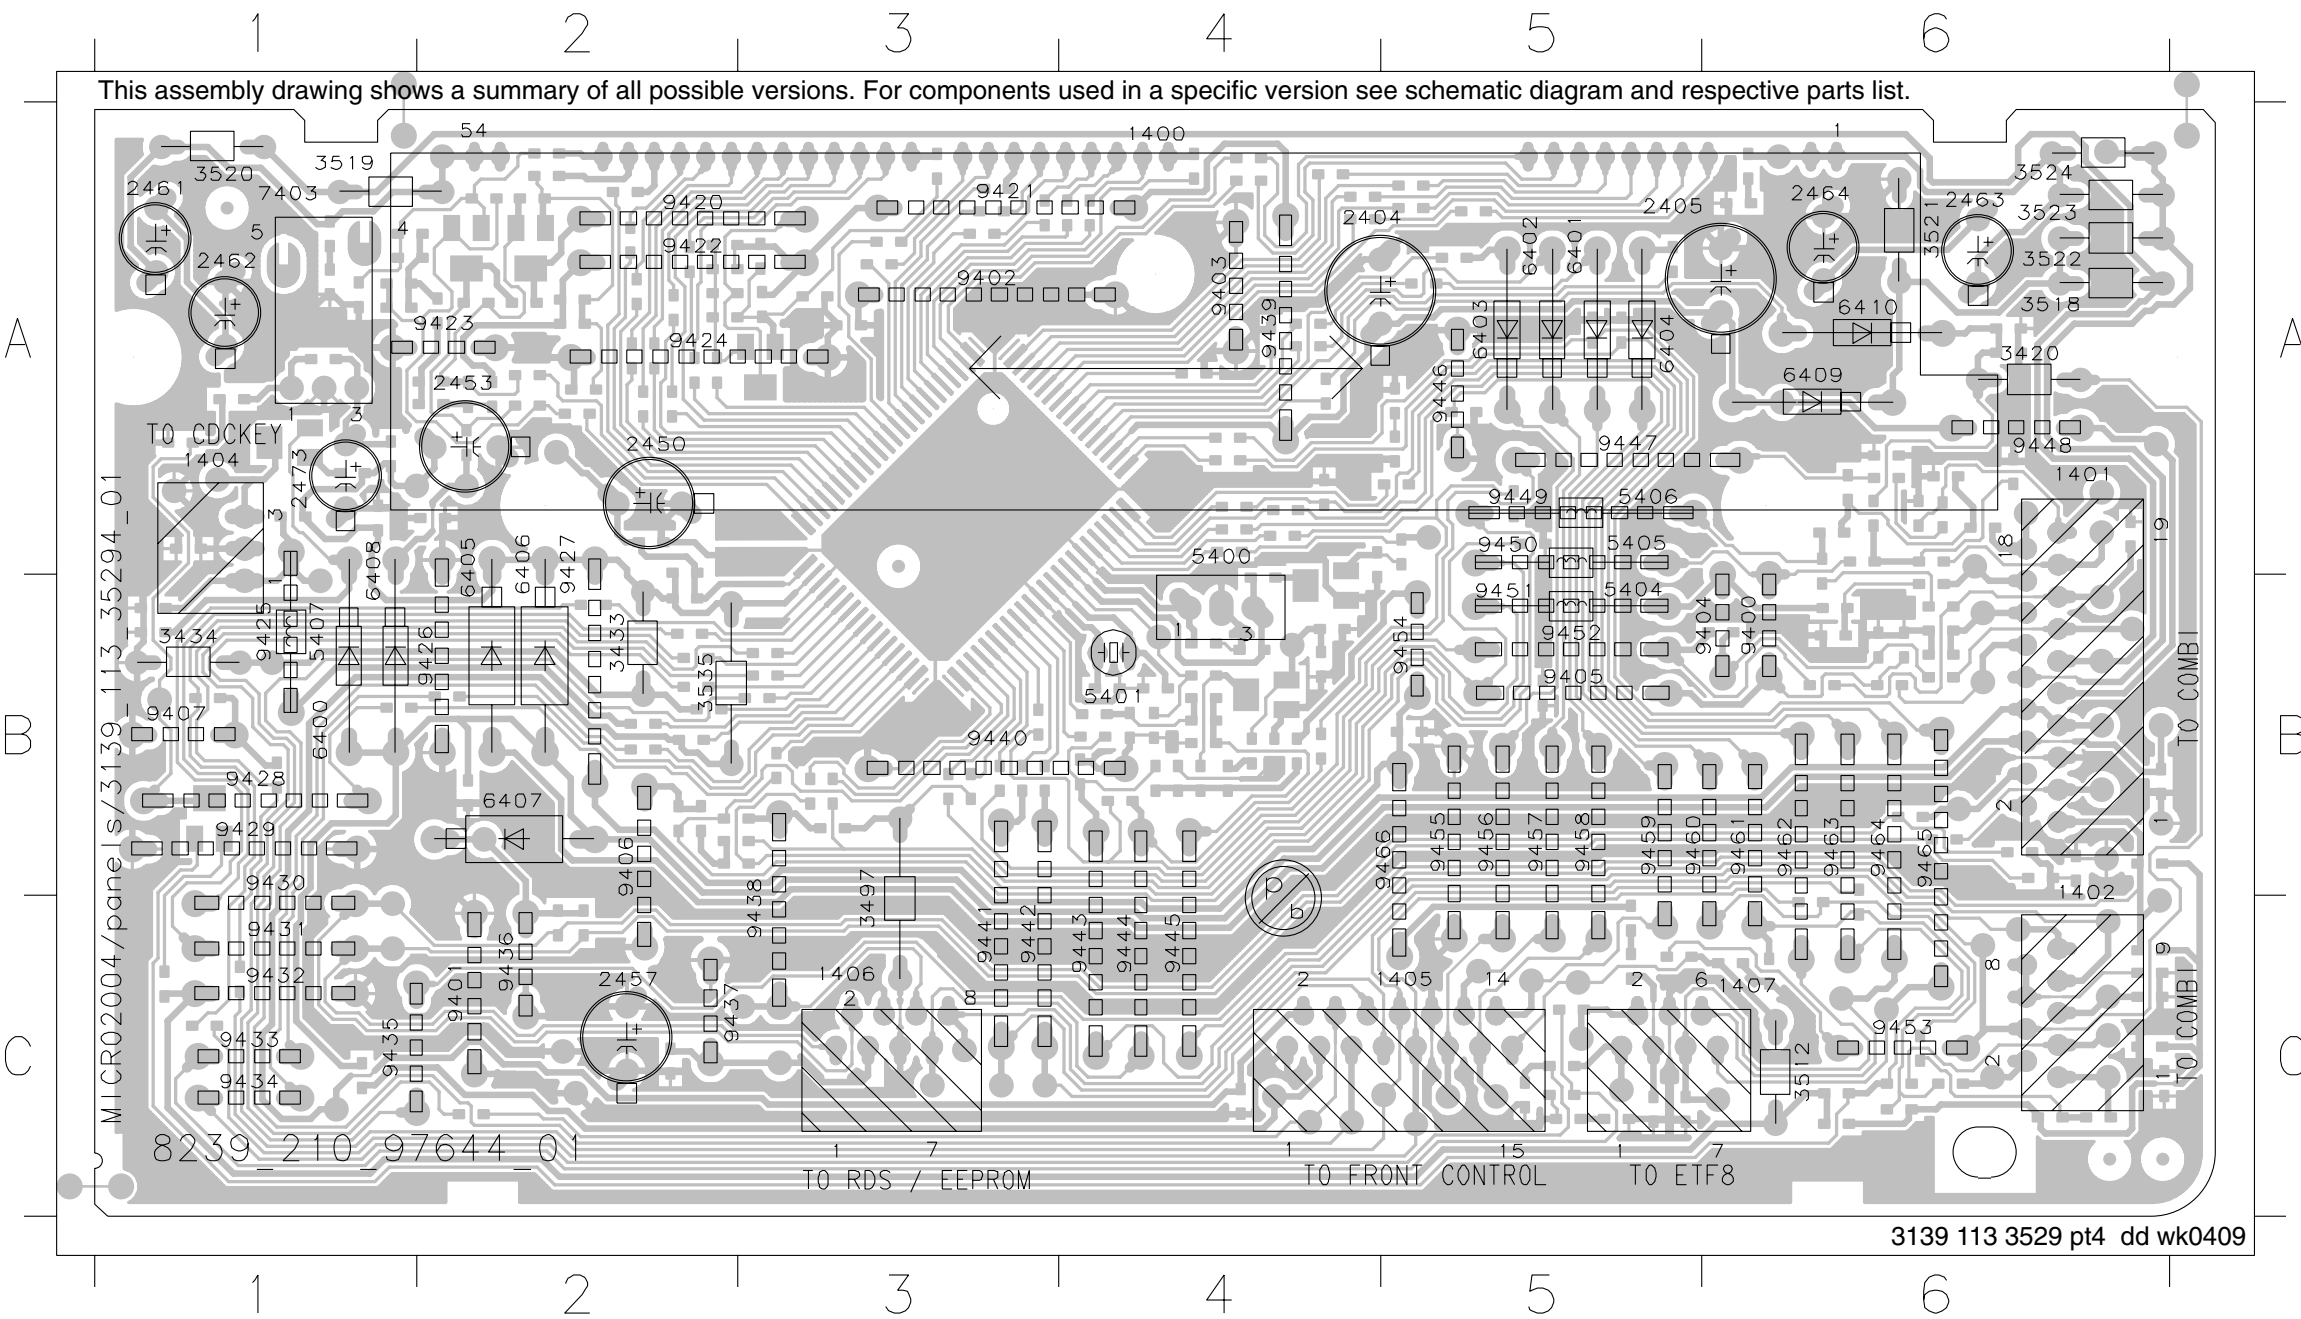 1 2 3 4 5 6
This assembly drawing shows a summary of all possible versions. For components used in a specific version see schematic diagram and respective parts list.
54 1400 1
3520 3519 3524
2461 7403 9420 9421 2464 2463
5 4 2404 6402 6401 2405 3521 3523
2462 9422 3522
9402 9403 9439 3518
A 9423 9424 6403 6404 6410 A
2453 9446 6409 3420
1 3
TO CDCKEY 2450 9447 9448
1404 2473 1401
3 9449 5406 18 19
6408 6405 6406 9427 5400 9450 5405
1 9451 5404
9425 5407 9426 3433 1 3 9454 9452 9404 9400
3434 3535 5401 9405 TO COMBI
B 9407 6400 9440 B
9428 6407 2 1
9429 9406 9466 9455 9456 9457 9458 9459 9460 9461 9462 9463 9464 9465
9430 9438 3497 p b 1402
9431 9436 9441 9442 9443 9444 9445 8 9
9432 9401 2457 9437 1406 2 1405 14 2 6 1407
2 8
C 9433 9435 3512 9453 TO COMBI C
9434 2 1
MICRO2004/panels/3139_113_35294_01
8239_210_97644_01 1 7 1 15 1 7
TO RDS / EEPROM TO FRONT CONTROL TO ETF8
3139 113 3529 pt4 dd wk0409
1 2 3 4 5 6